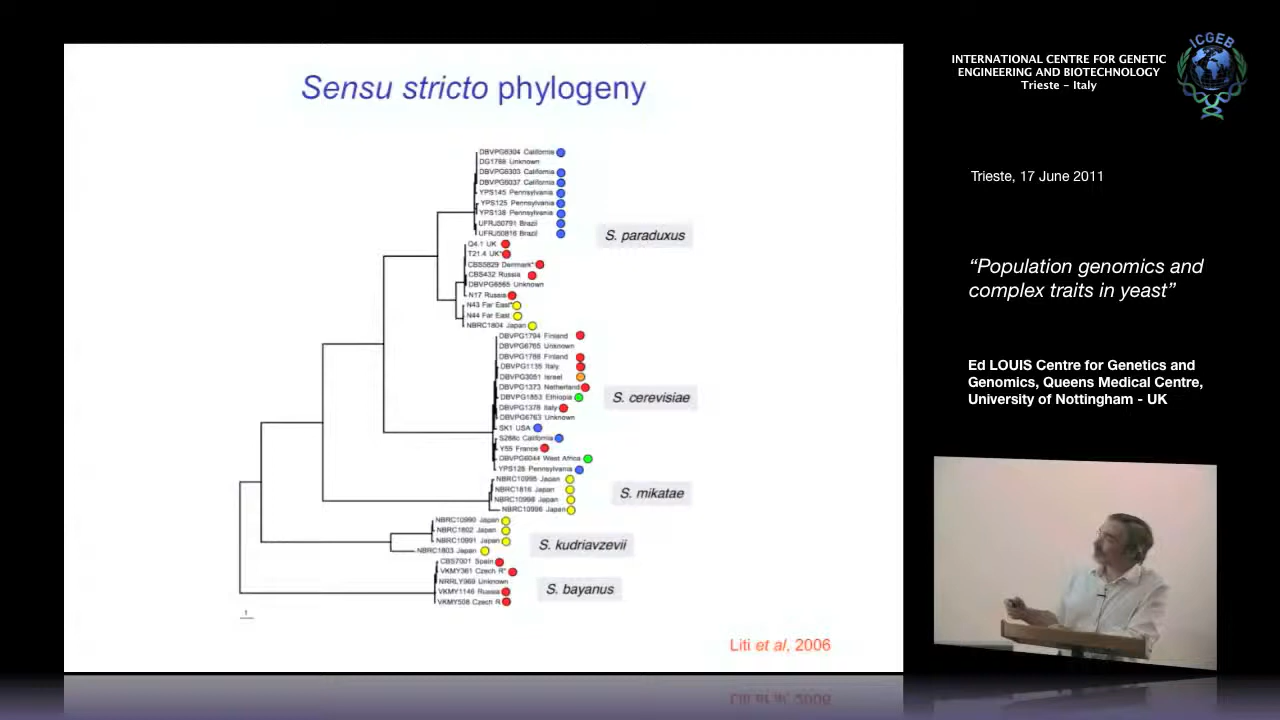 Sensu stricto phylogeny
DBVPG6304 California
DG1768 Unknown
DBVPG6303 California
DBVPG6037 California
YPS145 Pennsylvania
YPS125 Pennsylvania
YPS138 Pennsylvania
UFRJ50791 Brazil
UFRJ50816 Brazil
S. paraduxus
Q4.1 UK
T21.4 UK*
CBS5829 Denmark*
CBS432 Russia
DBVPG6565 Unknown
N17 Russia
N43 Far East*
N44 Far East
NBRC1804 Japan
DBVPG1794 Finland
DBVPG6765 Unknown
DBVPG1788 Finland
DBVPG1135 Italy
DBVPG3051 Israel
DBVPG1373 Netherland
DBVPG1853 Ethiopia
S. cerevisiae
DBVPG1378 Italy
DBVPG6763 Unknown
SK1 USA
S288c California
Y55 France
DBVPG6044 West Africa
YPS128 Pennsylvania
NBRC10995 Japan
NBRC1816 Japan
S. mikatae
NBRC10998 Japan
NBRC10996 Japan
NBRC10990 Japan
NBRC1802 Japan
NBRC10991 Japan
S. kudriavzevii
NBRC1803 Japan
CBS7001 Spain
VKMY361 Czech R*
NRRLY969 Unknown
S. bayanus
VKMY1146 Russia
VKMY508 Czech R
1
Liti et al, 2006
INTERNATIONAL CENTRE FOR GENETIC
ENGINEERING AND BIOTECHNOLOGY
Trieste - Italy
ICGEB
Trieste, 17 June 2011
“Population genomics and
complex traits in yeast”
Ed LOUIS Centre for Genetics and
Genomics, Queens Medical Centre,
University of Nottingham - UK